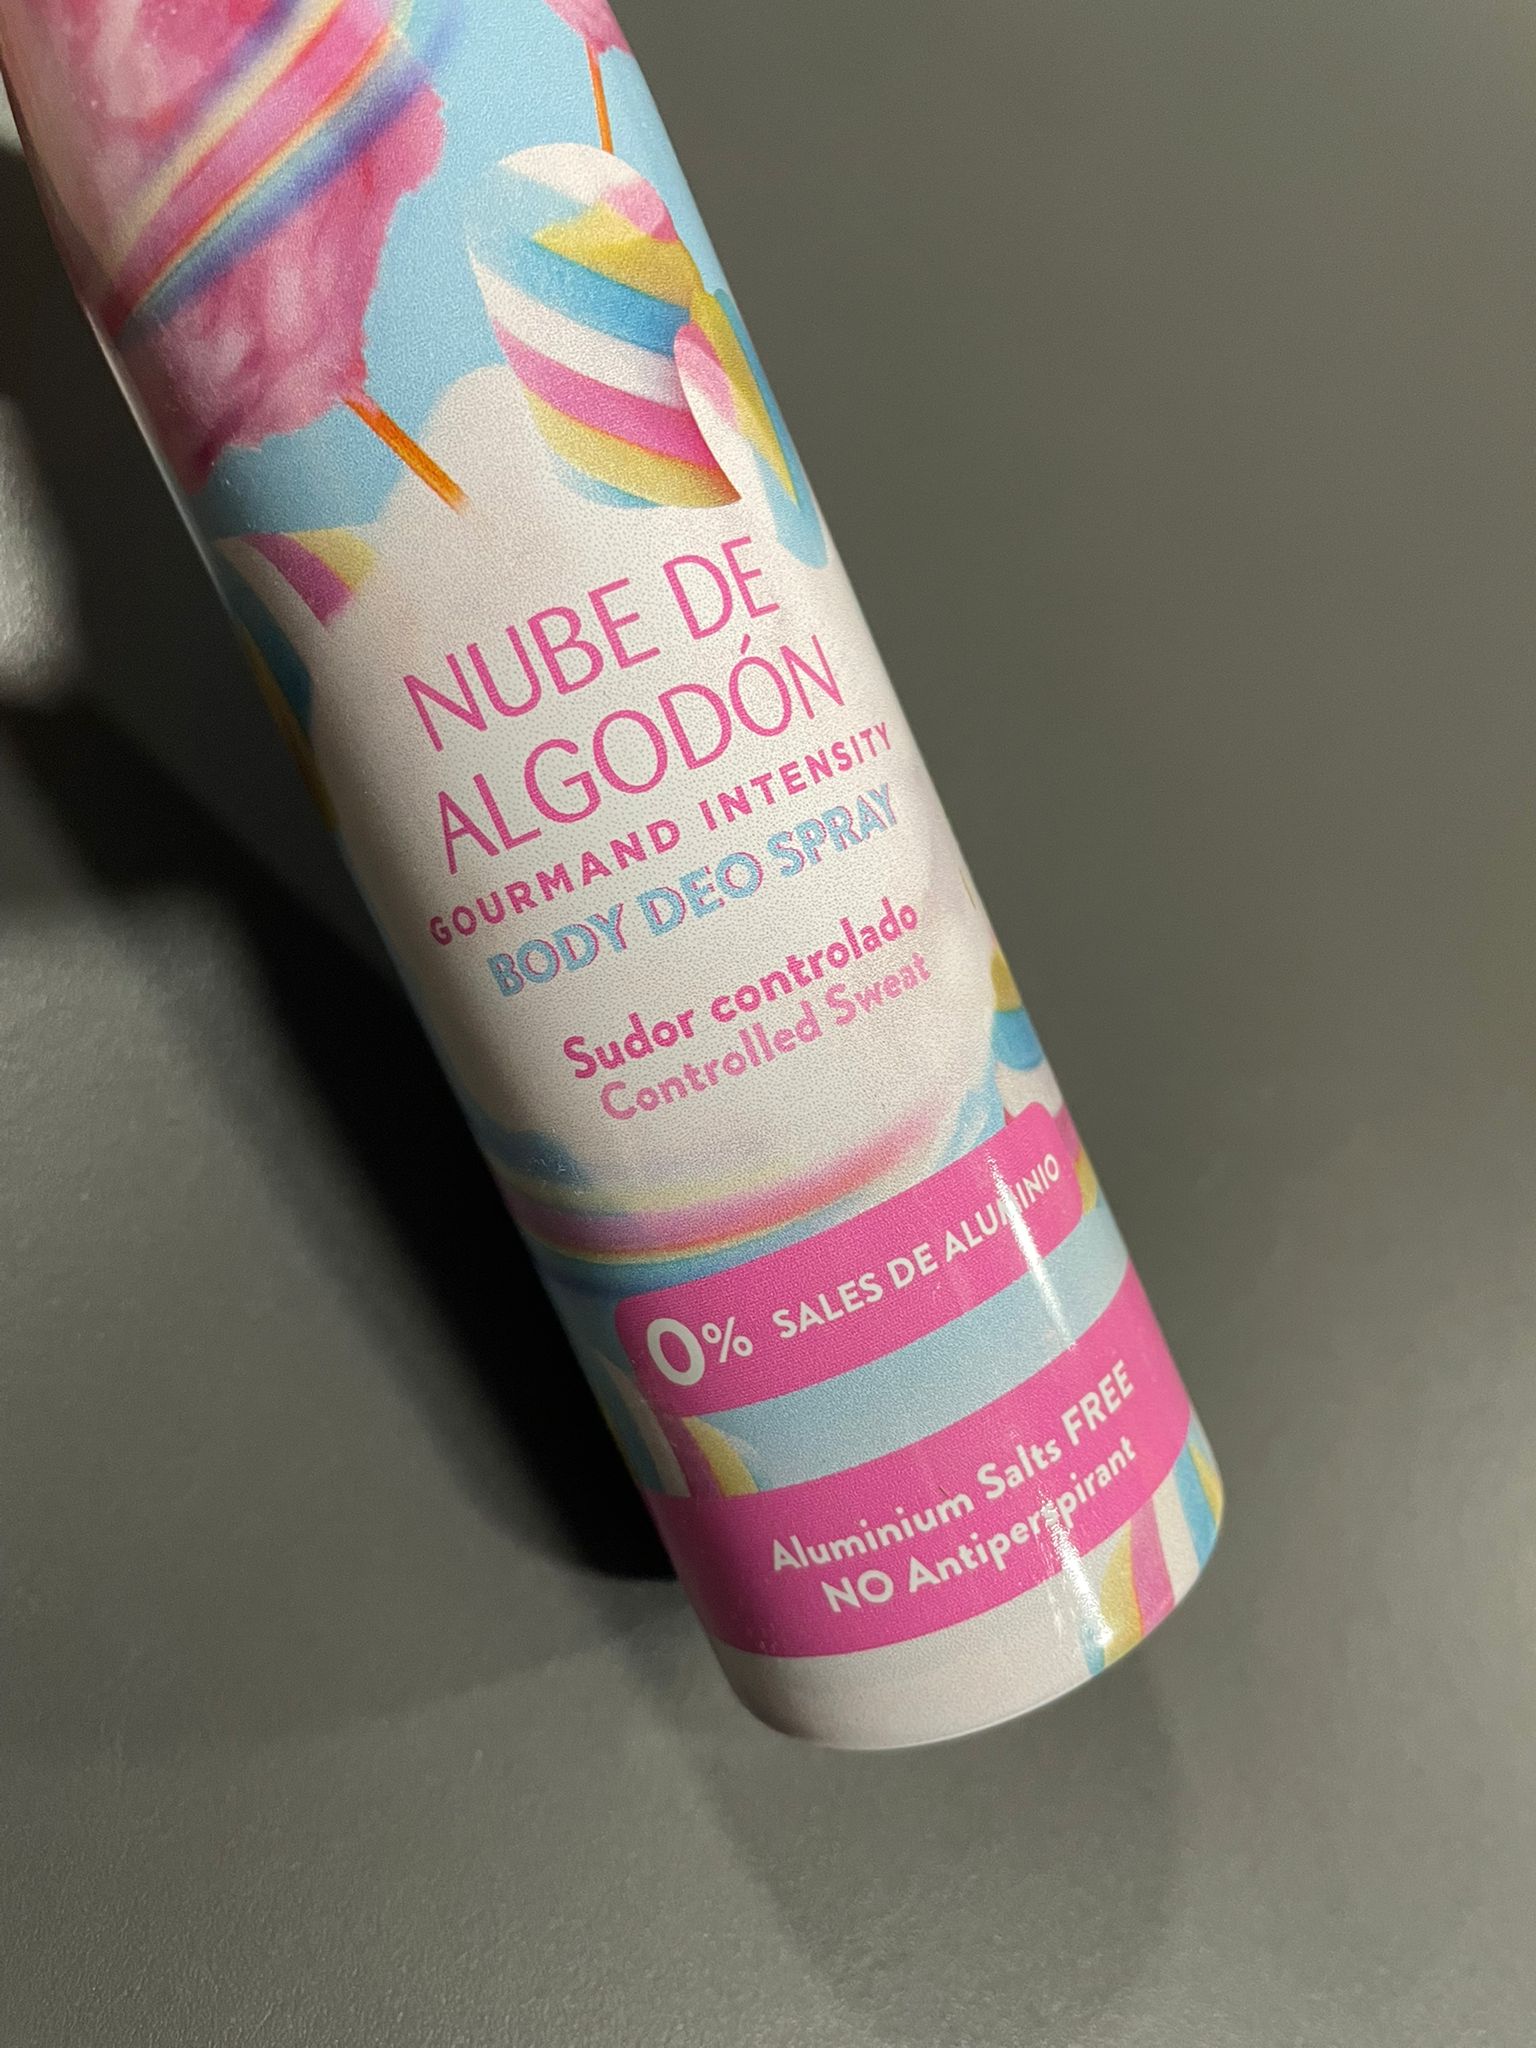 NUBE DE
ALGODÓN
GOURMAND INTENSITY
BODY DEO SPRAY
Sudor controlado
Controlled Sweat
0% SALES DE ALUMINIO
Aluminium Salts FREE
NO Antiperspirant